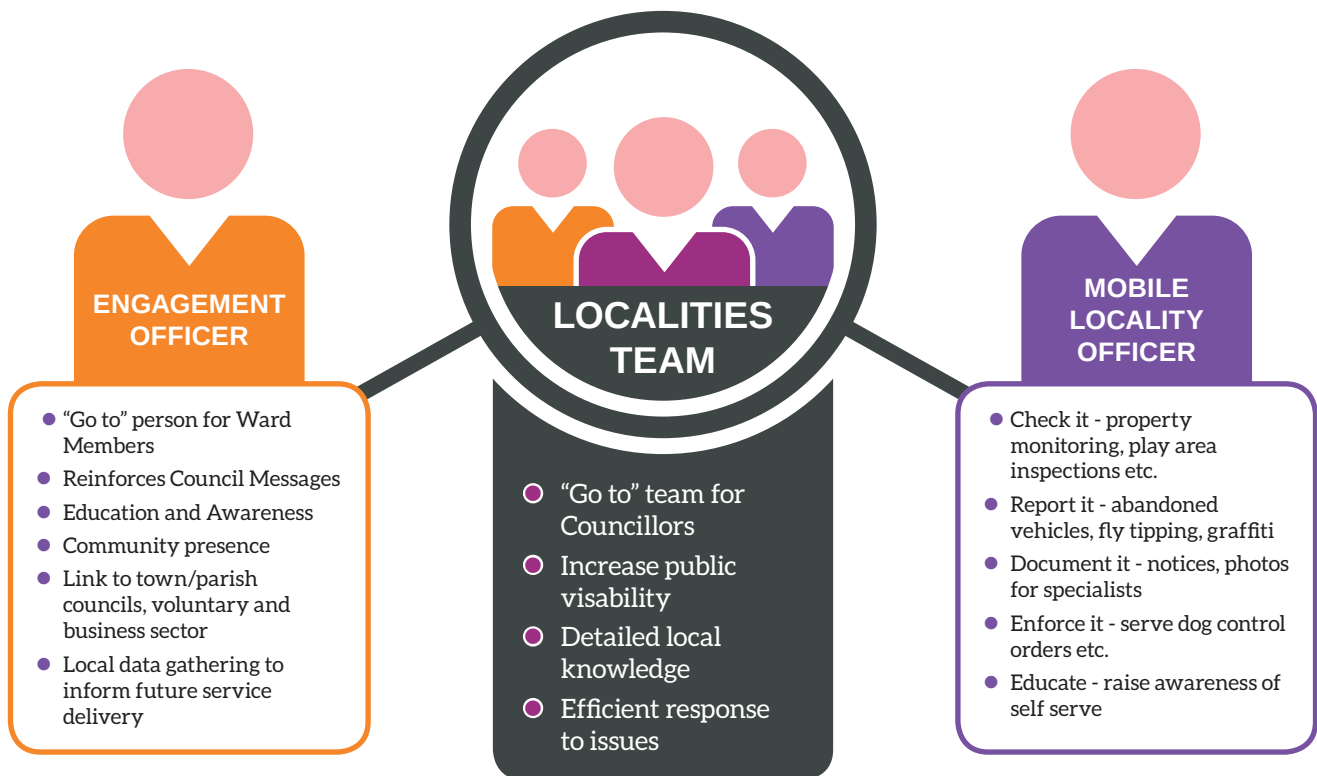 ENGAGEMENT
OFFICER
• “Go to” person for Ward
Members
• Reinforces Council Messages
• Education and Awareness
• Community presence
• Link to town/parish
councils, voluntary and
business sector
• Local data gathering to
inform future service
delivery
LOCALITIES
TEAM
• “Go to” team for
Councillors
• Increase public
visability
• Detailed local
knowledge
• Efficient response
to issues
MOBILE
LOCALITY
OFFICER
• Check it - property
monitoring, play area
inspections etc.
• Report it - abandoned
vehicles, fly tipping, graffiti
• Document it - notices, photos
for specialists
• Enforce it - serve dog control
orders etc.
• Educate - raise awareness of
self serve